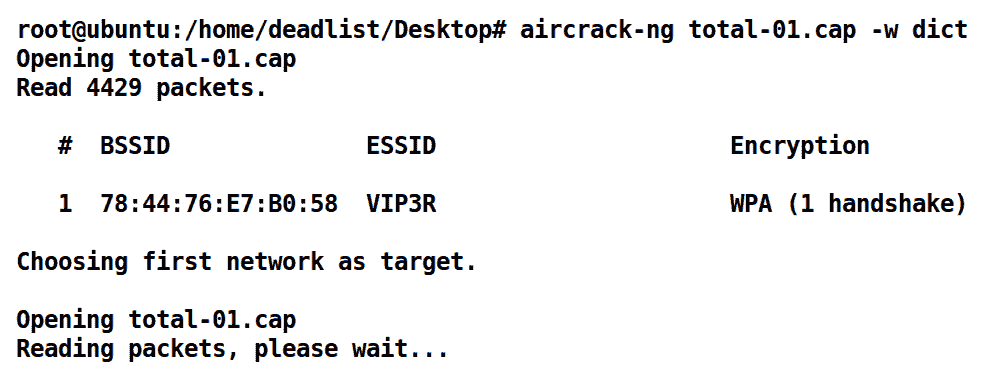 root@ubuntu:/home/deadlist/Desktop# aircrack-ng total-01.cap -w dict
Opening total-01.cap
Read 4429 packets.
# BSSID ESSID Encryption
1 78:44:76:E7:B0:58 VIP3R WPA (1 handshake)
Choosing first network as target.
Opening total-01.cap
Reading packets, please wait...